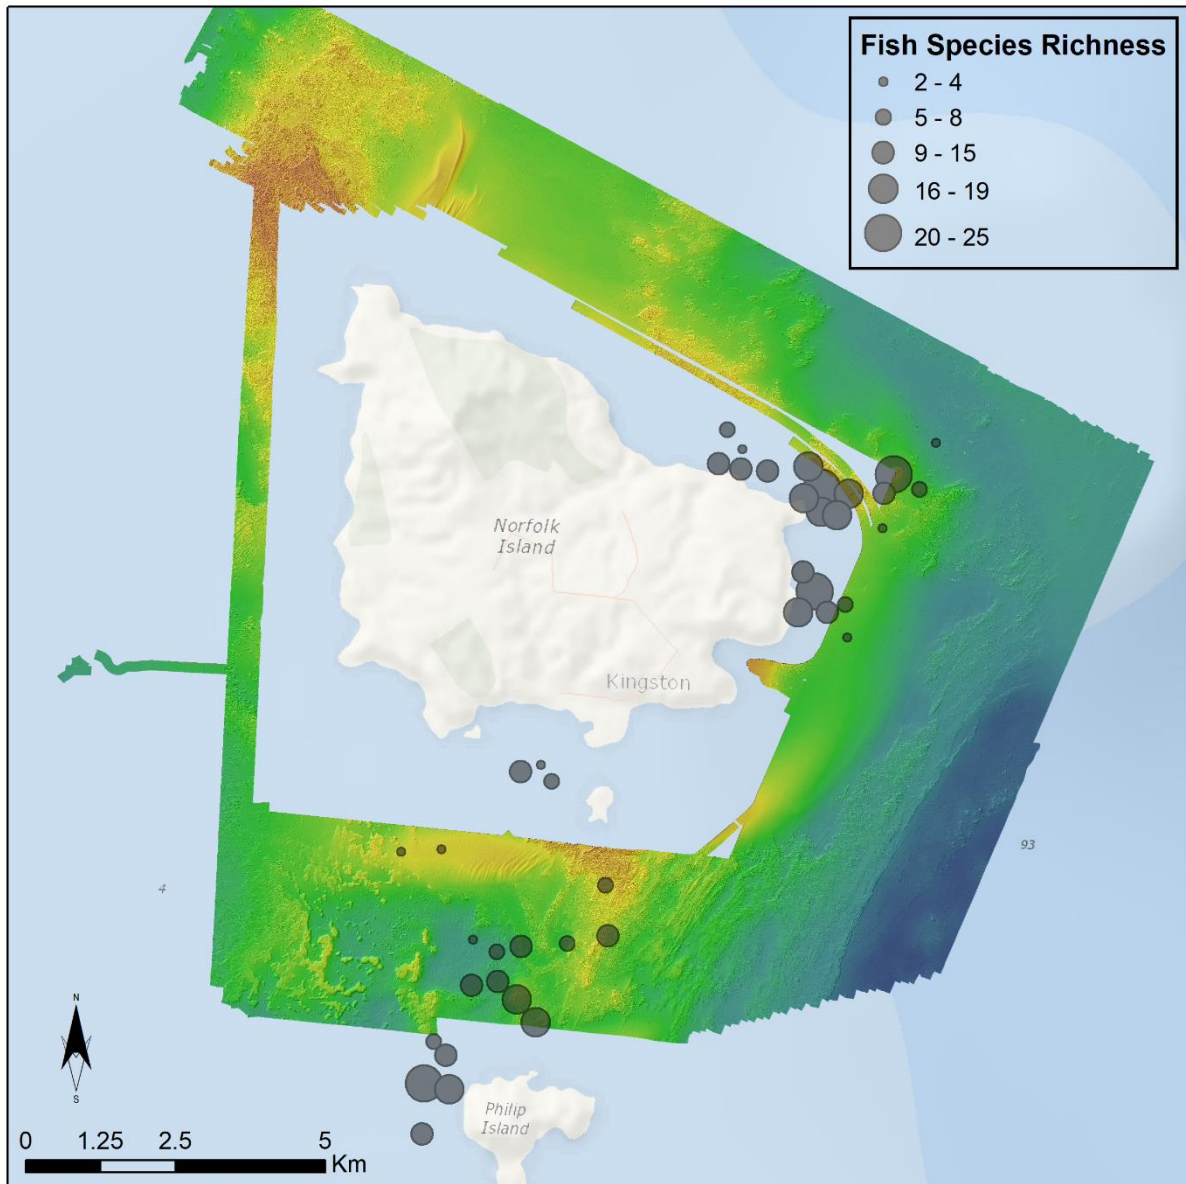 Fish Species Richness
2 - 4
5 - 8
9 - 15
16 - 19
20 - 25
Norfolk
Island
Kingston
93
4
N
S
Philip
Island
0 1.25 2.5 5
Km